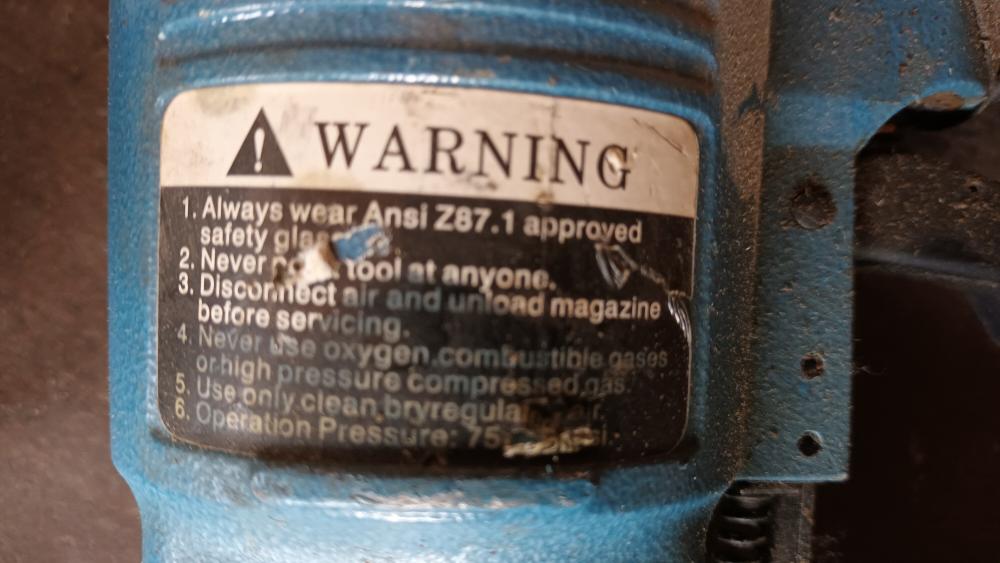 WARNING
1. Always wear Ansi Z87.1 approved
safety
2. Never tool at anyone.
3. Disconnect air and unload magazine
before servicing.
4. Never use oxygen,combustible gases
or high pressure compressed gas.
5. Use only clean bryregula
6. Operation Pressure: 75